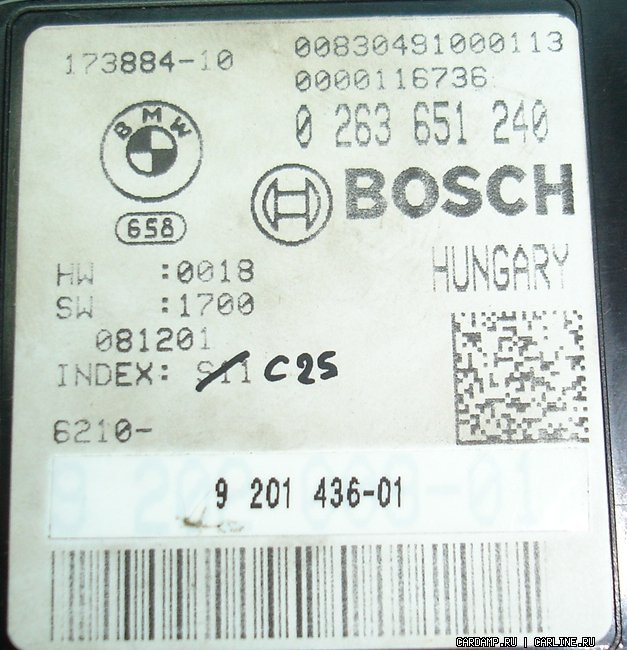 173884-10
00830491000113
0000116736
0 263 651 240
BMW
BOSCH
658
HUNGARY
HW :0018
SW :1700
081201
INDEX: S11 C25
6210-
9 201 436-01
CARDAMP.RU | CARLINE.RU